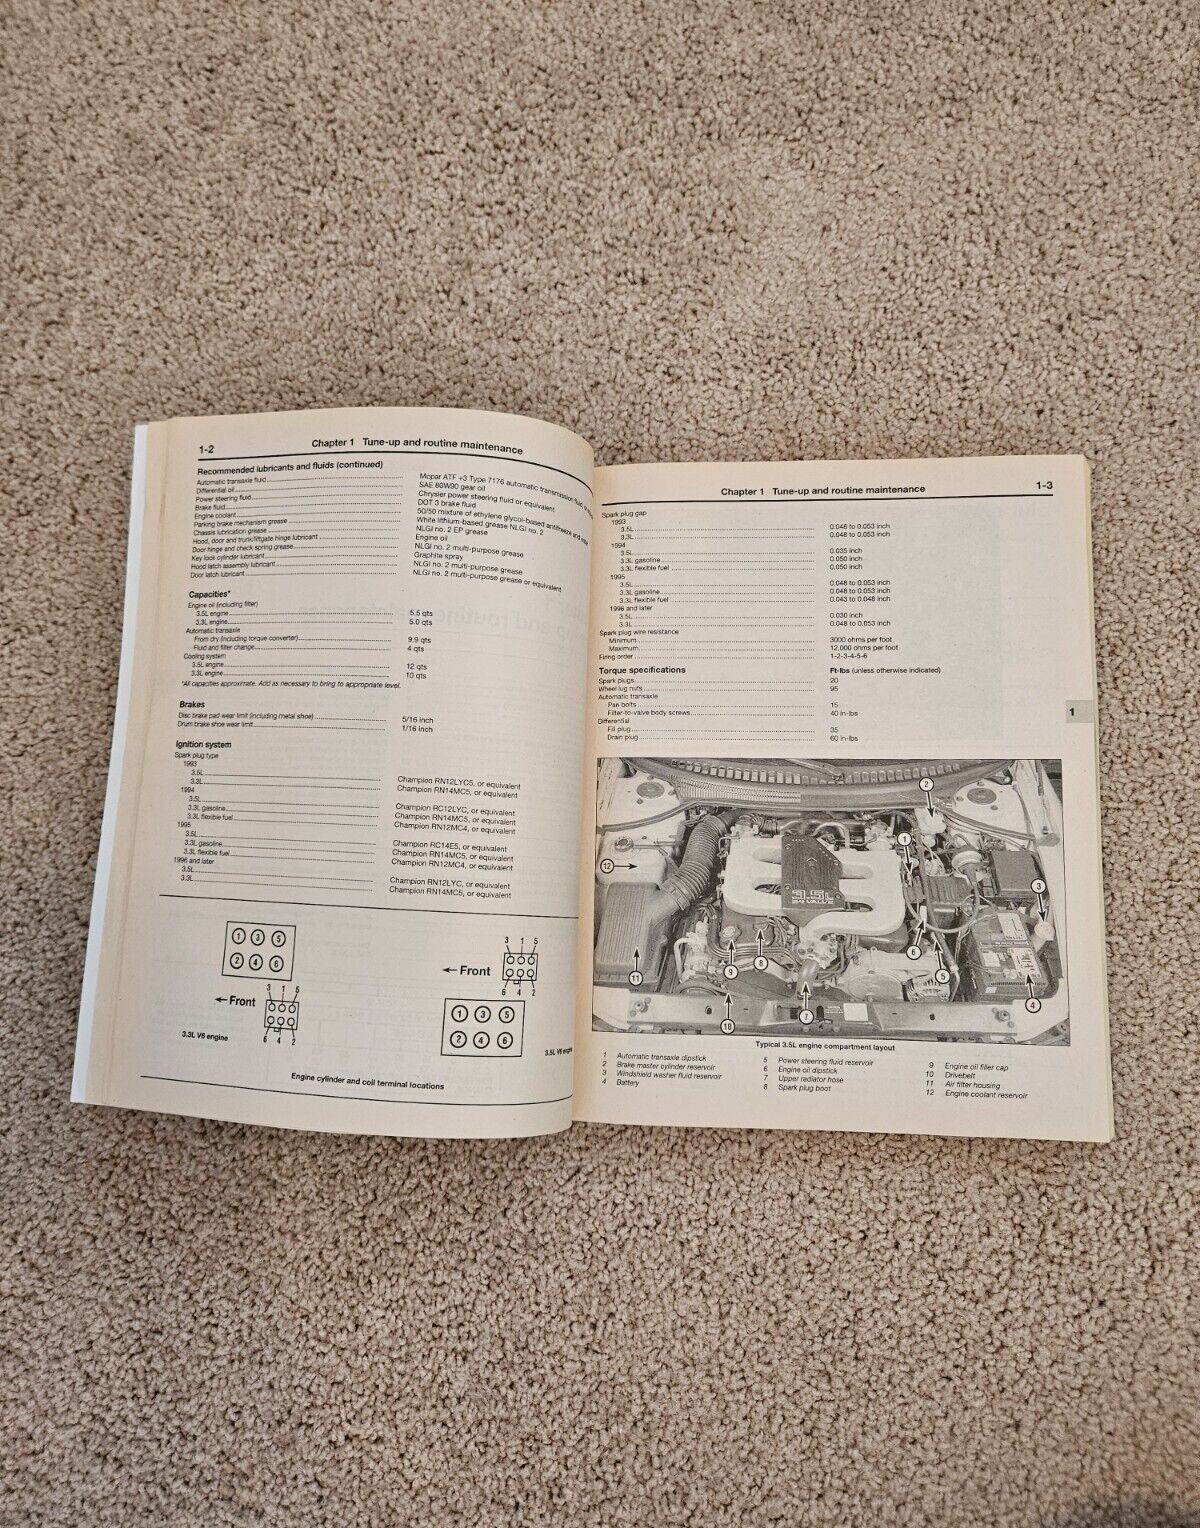 1-2
Chapter 1 Tune-up and routine maintenance
Recommended lubricants and fluids (continued)
Automatic transaxle fluid Mopar ATF +3 Type 7176 automatic transmission fluid
Differential oil SAE 80W90 gear oil
Power steering fluid Chrysler power steering fluid or equivalent
Brake fluid DOT 3 brake fluid
Engine coolant 50/50 mixture of ethylene glycol-based antifreeze and
Parking brake mechanism grease White lithium-based grease NLGI no. 2
Chassis lubrication grease NLGI no. 2 EP grease
Hood, door and trunk/liftgate hinge lubricant Engine oil
Door hinge and check spring grease NLGI no. 2 multi-purpose grease
Key lock cylinder lubricant Graphite spray
Hood latch assembly lubricant NLGI no. 2 multi-purpose grease
Door latch lubricant NLGI no. 2 multi-purpose grease or equivalent
Capacities*
Engine oil (including filter)
3.5L engine 5.5 qts
3.3L engine 5.0 qts
Automatic transaxle
From dry (including torque converter) 9.9 qts
Fluid and filter change 4 qts
Cooling system
3.5L engine 12 qts
3.3L engine 10 qts
*All capacities approximate. Add as necessary to bring to appropriate level.
Brakes
Disc brake pad wear limit (including metal shoe) 5/16 inch
Drum brake shoe wear limit 1/16 inch
Ignition system
Spark plug type
1993
3.5L Champion RN12LYC5, or equivalent
3.3L Champion RN14MC5, or equivalent
1994
3.5L Champion RC12LYC, or equivalent
3.3L gasoline Champion RN14MC5, or equivalent
3.3L flexible fuel Champion RN12MC4, or equivalent
1995
3.5L Champion RC14E5, or equivalent
3.3L gasoline Champion RN14MC5, or equivalent
3.3L flexible fuel Champion RN12MC4, or equivalent
1996 and later
3.5L Champion RN12LYC, or equivalent
3.3L Champion RN14MC5, or equivalent
1 3 5
2 4 6
Front
3 1 5
6 4 2
3.3L V6 engine
3 1 5
Front
6 4 2
1 3 5
2 4 6
3.5L V6 engine
Engine cylinder and coil terminal locations
Chapter 1 Tune-up and routine maintenance
1-3
Spark plug gap
1993
3.5L 0.048 to 0.053 inch
3.3L 0.048 to 0.053 inch
1994
3.5L 0.035 inch
3.3L gasoline 0.050 inch
3.3L flexible fuel 0.050 inch
1995
3.5L 0.048 to 0.053 inch
3.3L gasoline 0.048 to 0.053 inch
3.3L flexible fuel 0.043 to 0.048 inch
1996 and later
3.5L 0.030 inch
3.3L 0.048 to 0.053 inch
Spark plug wire resistance
Minimum 3000 ohms per foot
Maximum 12,000 ohms per foot
Firing order 1-2-3-4-5-6
Torque specifications Ft-lbs (unless otherwise indicated)
Spark plugs 20
Wheel lug nuts 95
Automatic transaxle
Pan bolts 15
Filter-to-valve body screws 40 in-lbs
Differential
Fill plug 35
Drain plug 60 in-lbs
1
3.5L
24 VALVE
1
2
3
4
5
6
7
8
9
10
11
12
Typical 3.5L engine compartment layout
1 Automatic transaxle dipstick
2 Brake master cylinder reservoir
3 Windshield washer fluid reservoir
4 Battery
5 Power steering fluid reservoir
6 Engine oil dipstick
7 Upper radiator hose
8 Spark plug boot
9 Engine oil filler cap
10 Drivebelt
11 Air filter housing
12 Engine coolant reservoir